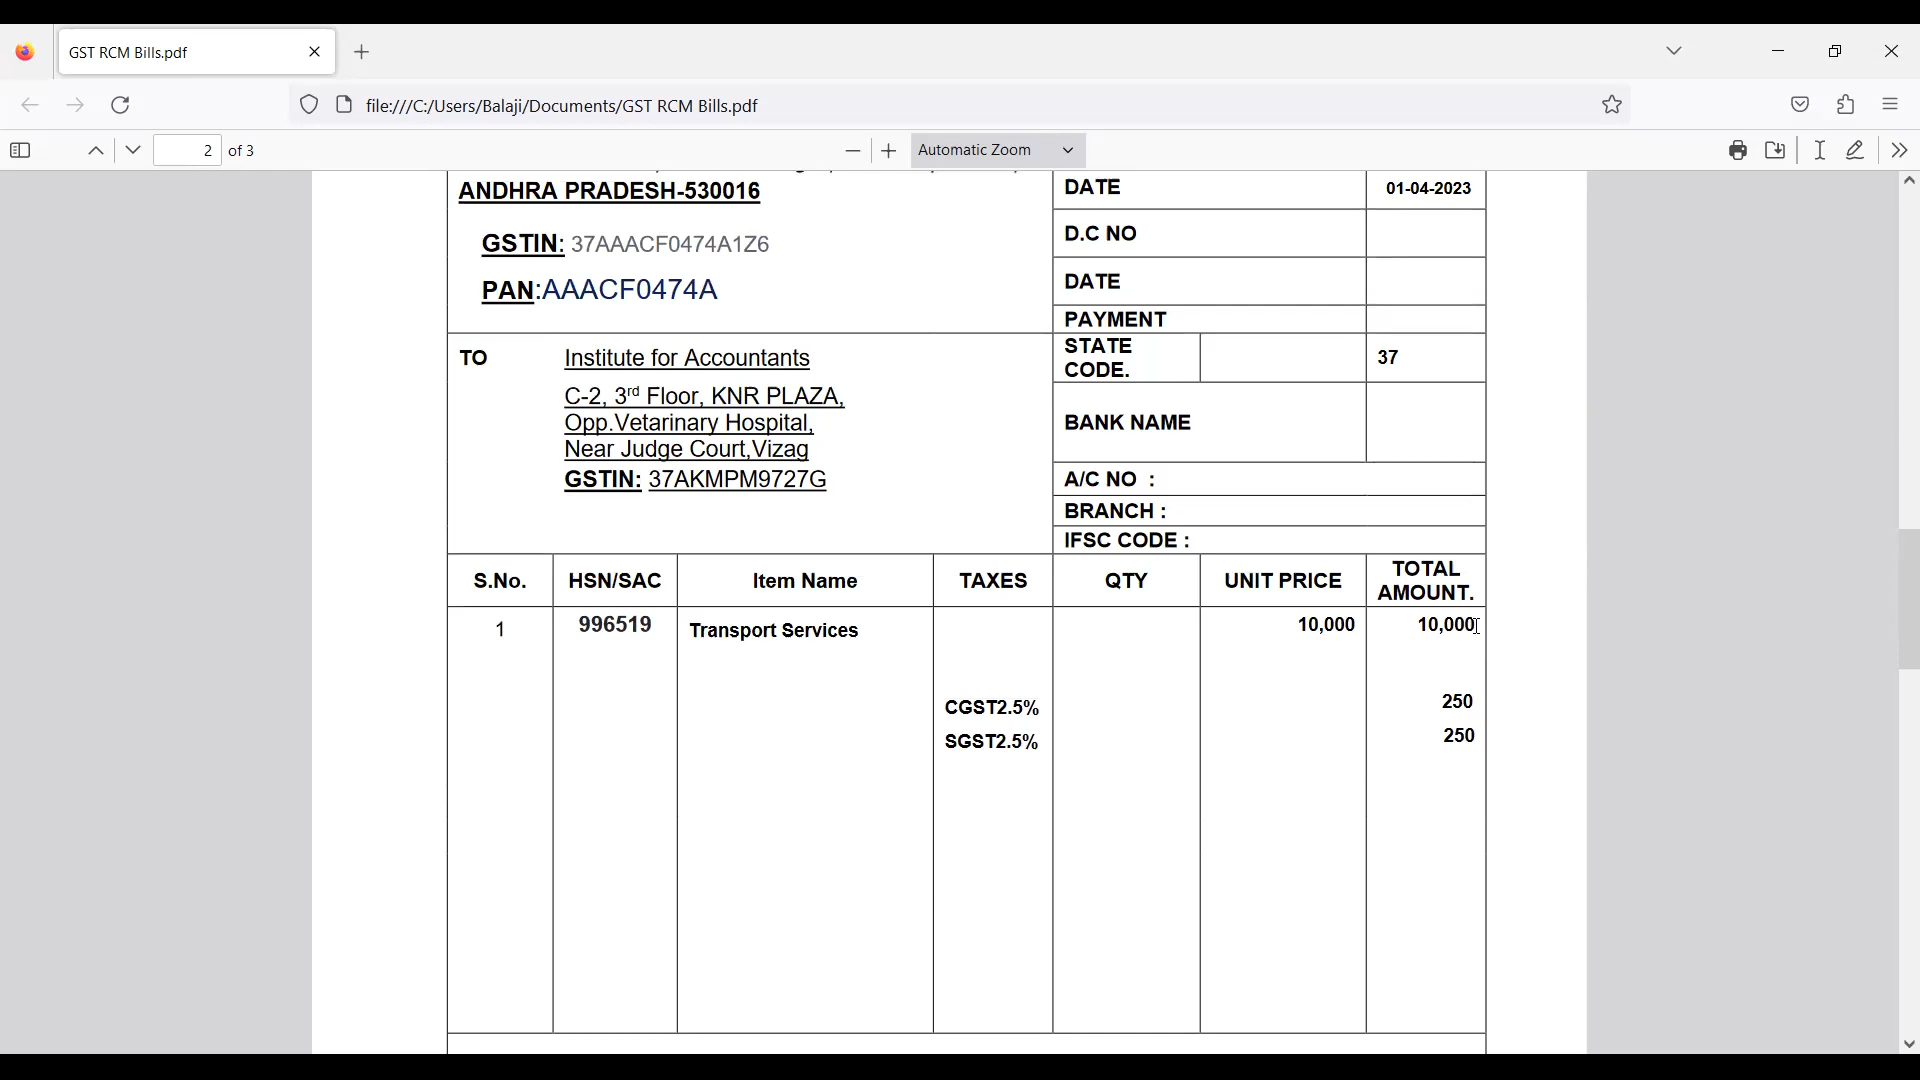 GST RCM Bills.pdf
file:///C:/Users/Balaji/Documents/GST RCM Bills.pdf
2 of 3
Automatic Zoom
ANDHRA PRADESH-530016
DATE 01-04-2023
GSTIN: 37AAACF0474A1Z6
D.C NO
PAN:AAACF0474A
DATE
PAYMENT
TO Institute for Accountants
STATE
CODE. 37
C-2, 3rd Floor, KNR PLAZA,
Opp.Vetarinary Hospital,
Near Judge Court,Vizag
GSTIN: 37AKMPM9727G
BANK NAME
A/C NO :
BRANCH :
IFSC CODE :
S.No. HSN/SAC Item Name TAXES QTY UNIT PRICE TOTAL
AMOUNT.
1 996519 Transport Services 10,000 10,000
CGST2.5% 250
SGST2.5% 250